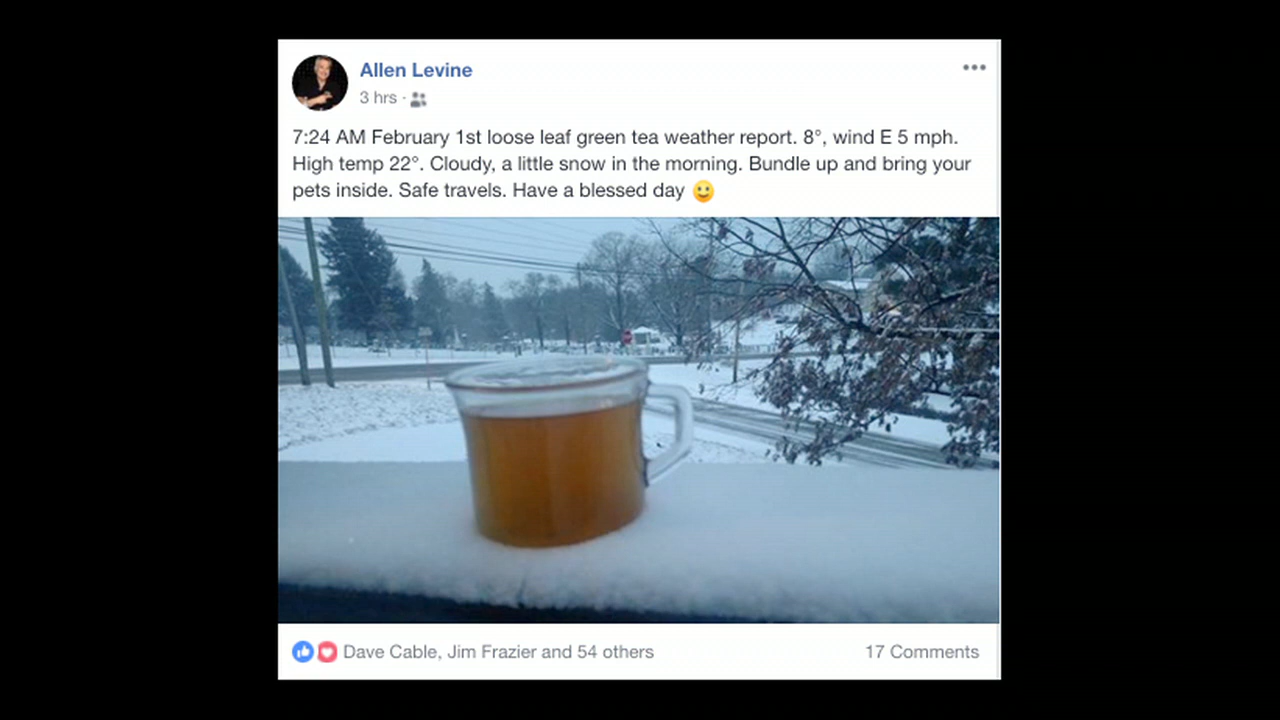 Allen Levine
3 hrs ·
7:24 AM February 1st loose leaf green tea weather report. 8°, wind E 5 mph.
High temp 22°. Cloudy, a little snow in the morning. Bundle up and bring your
pets inside. Safe travels. Have a blessed day 🙂
Dave Cable, Jim Frazier and 54 others
17 Comments